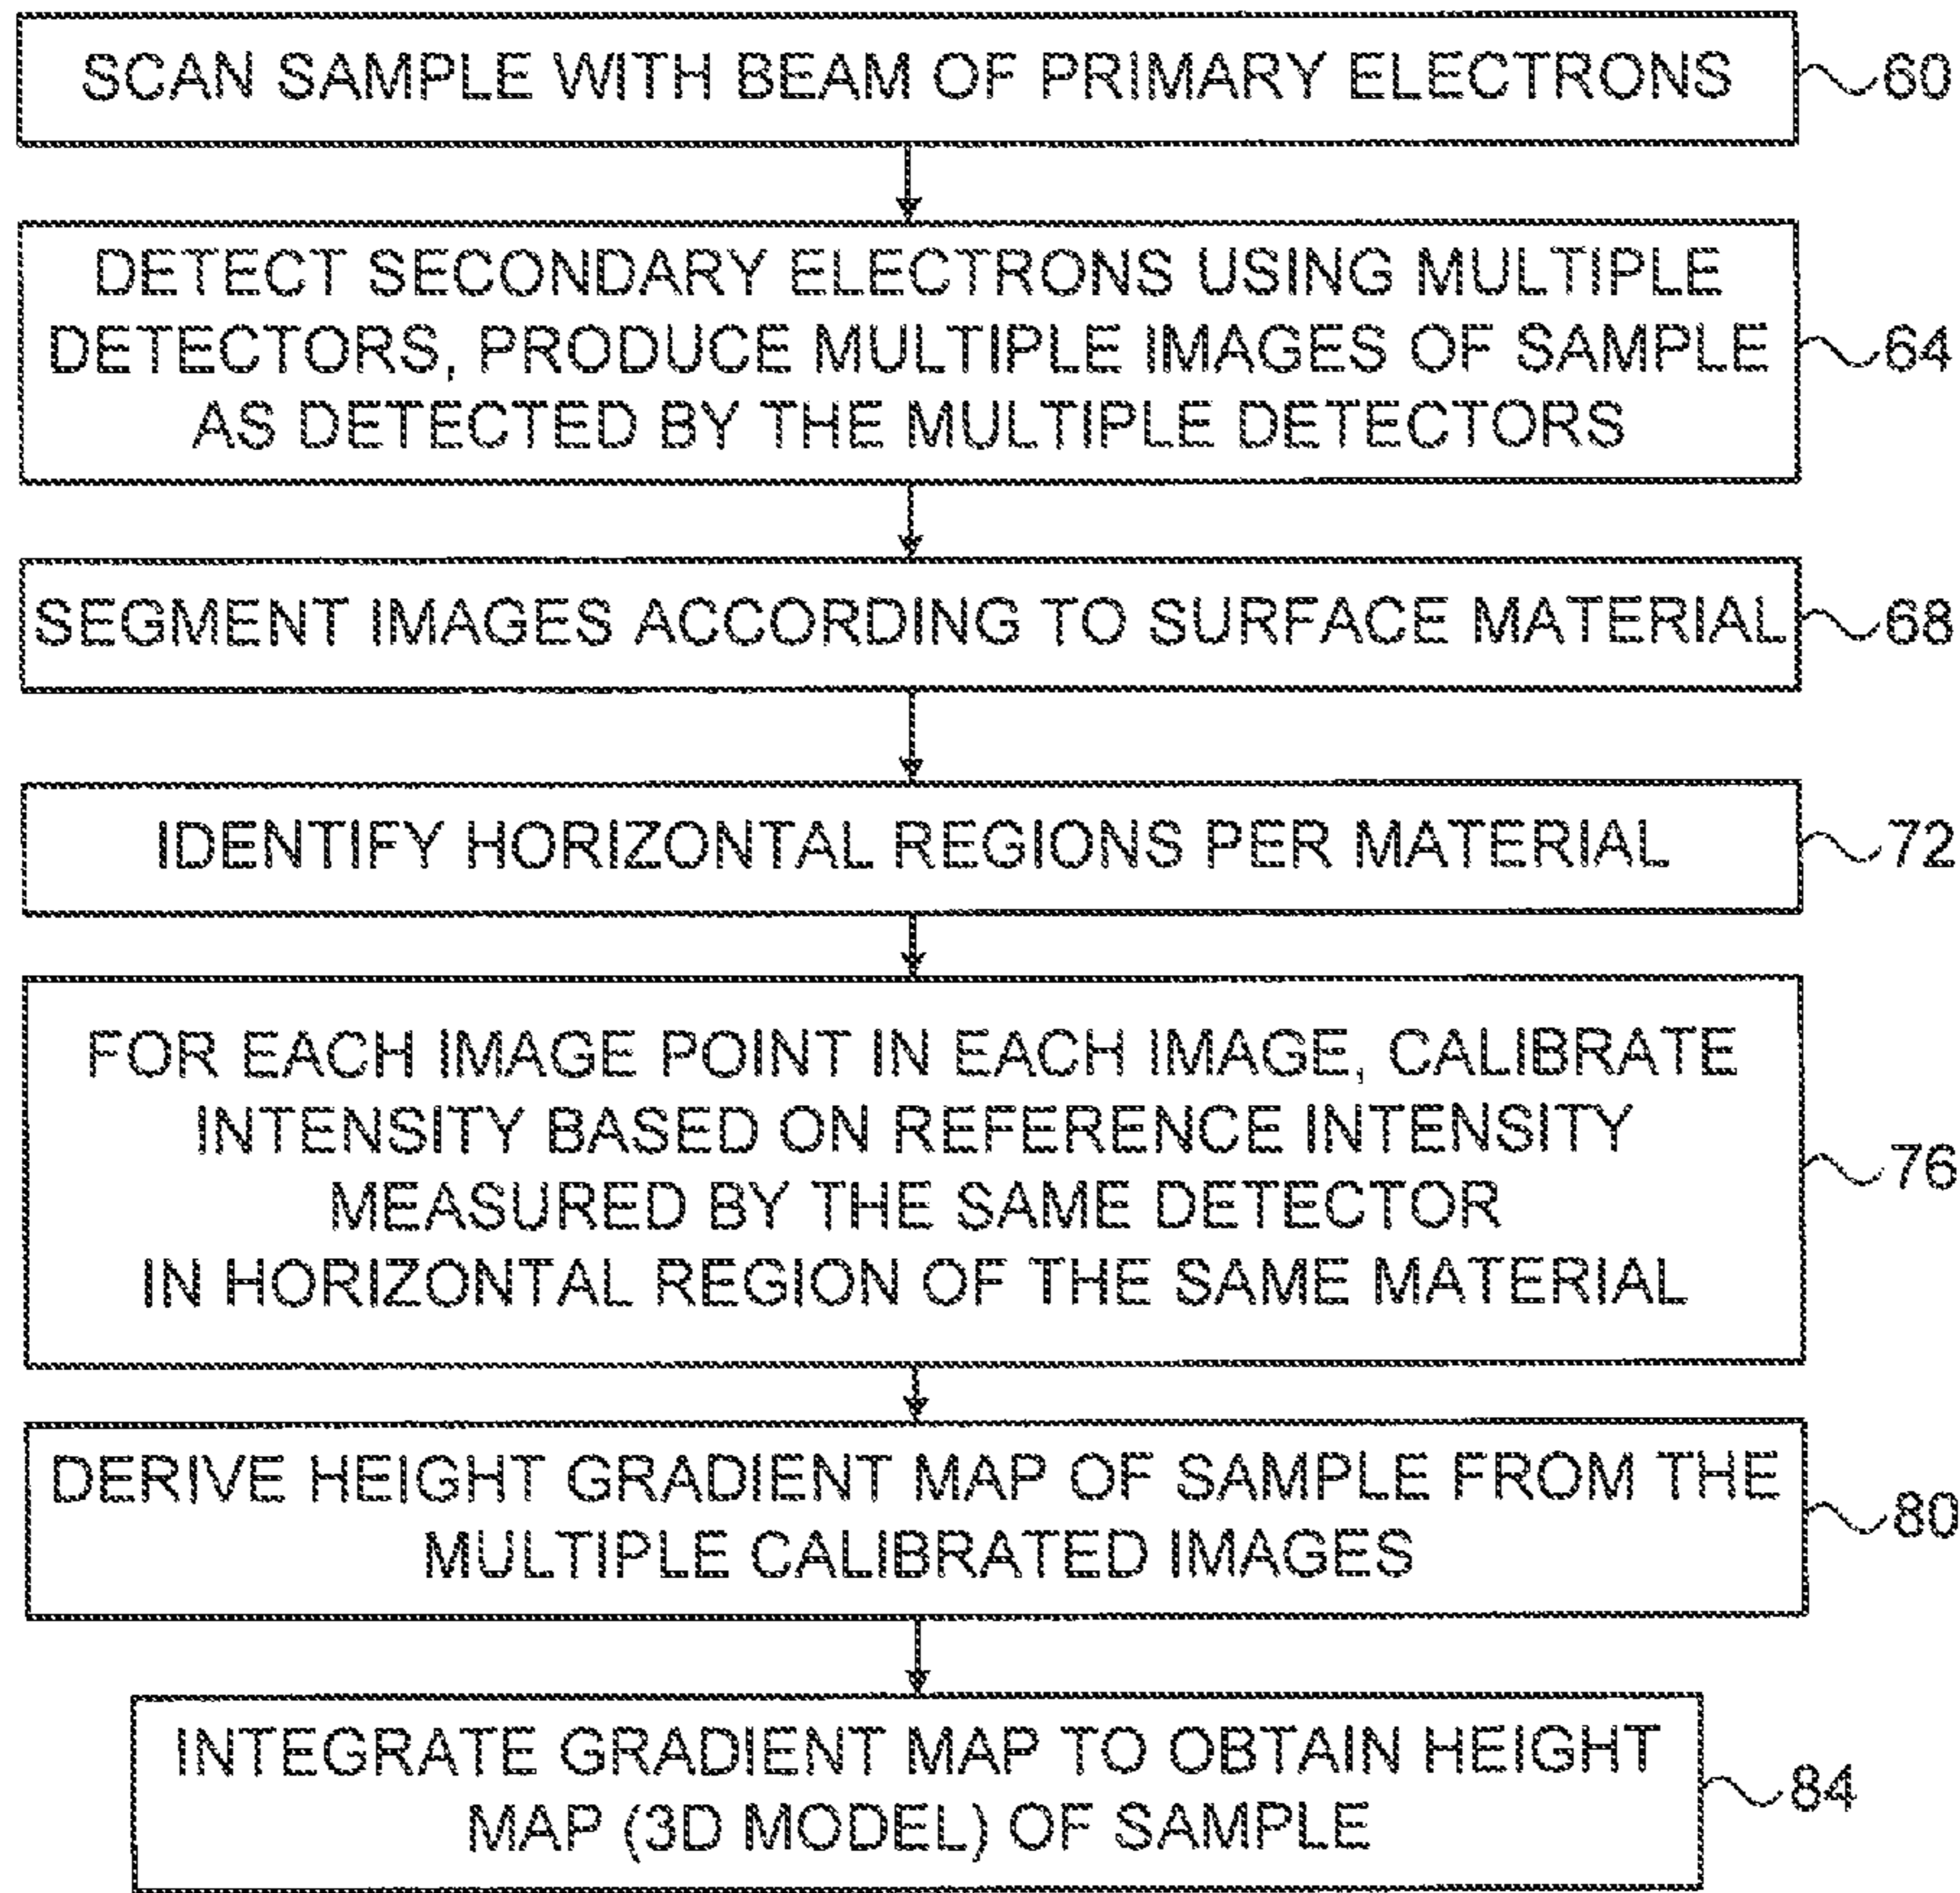 SCAN SAMPLE WITH BEAM OF PRIMARY ELECTRONS
60
DETECT SECONDARY ELECTRONS USING MULTIPLE
DETECTORS, PRODUCE MULTIPLE IMAGES OF SAMPLE
AS DETECTED BY THE MULTIPLE DETECTORS
64
SEGMENT IMAGES ACCORDING TO SURFACE MATERIAL
68
IDENTIFY HORIZONTAL REGIONS PER MATERIAL
72
FOR EACH IMAGE POINT IN EACH IMAGE, CALIBRATE
INTENSITY BASED ON REFERENCE INTENSITY
MEASURED BY THE SAME DETECTOR
IN HORIZONTAL REGION OF THE SAME MATERIAL
76
DERIVE HEIGHT GRADIENT MAP OF SAMPLE FROM THE
MULTIPLE CALIBRATED IMAGES
80
INTEGRATE GRADIENT MAP TO OBTAIN HEIGHT
MAP (3D MODEL) OF SAMPLE
84